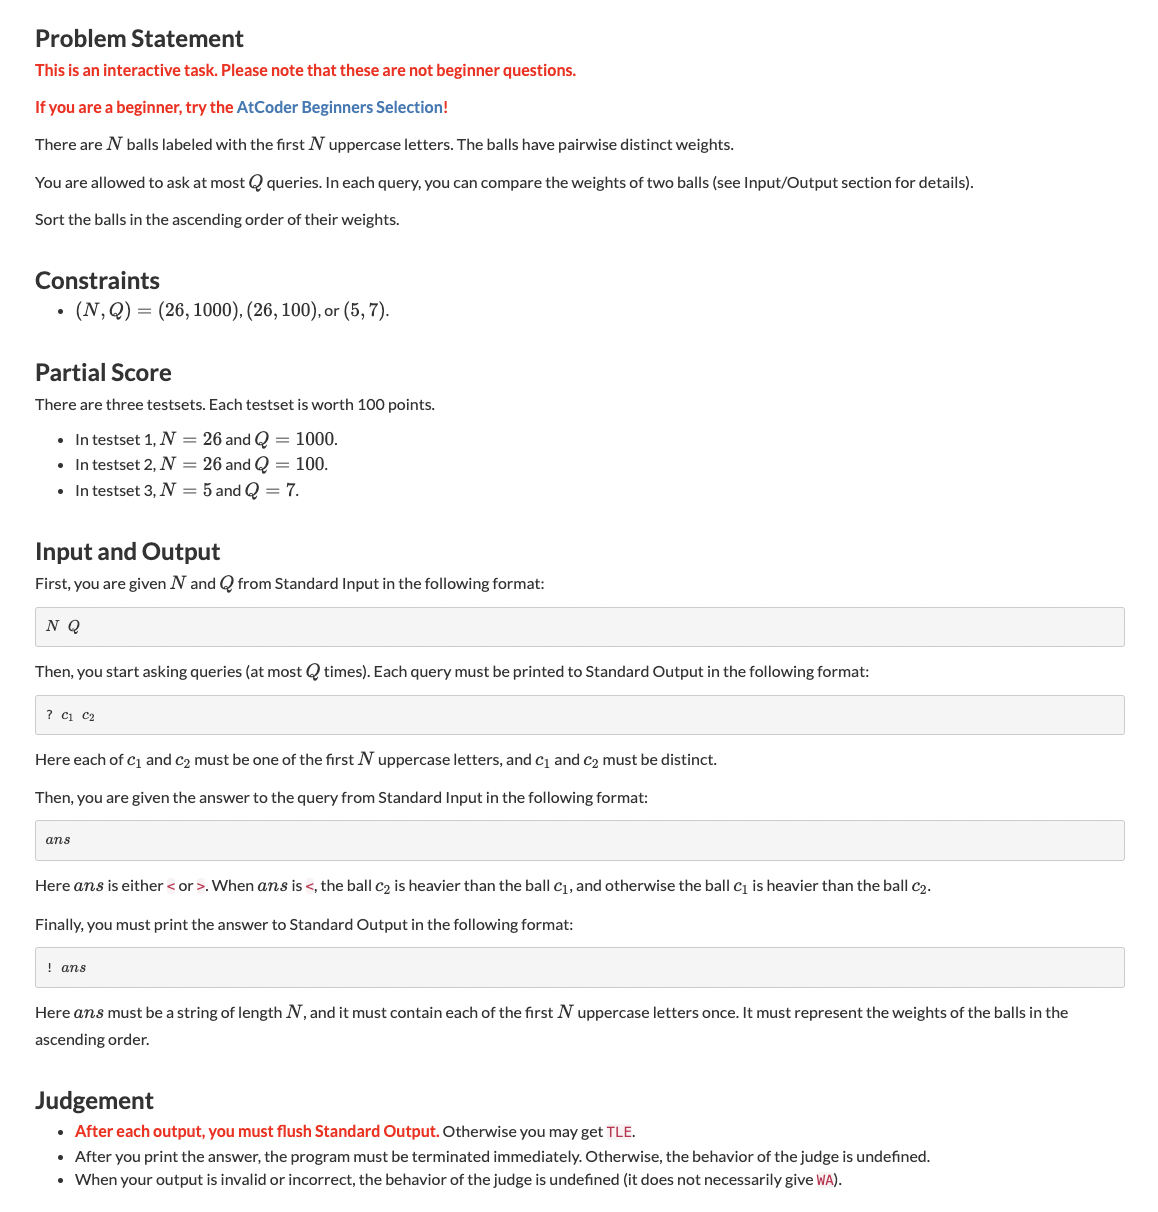 Problem Statement
This is an interactive task. Please note that these are not beginner questions.
If you are a beginner, try the AtCoder Beginners Selection!
There are N balls labeled with the first N uppercase letters. The balls have pairwise distinct weights.
You are allowed to ask at most Q queries. In each query, you can compare the weights of two balls (see Input/Output section for details).
Sort the balls in the ascending order of their weights.
Constraints
• (N, Q) = (26, 1000), (26, 100), or (5, 7).
Partial Score
There are three testsets. Each testset is worth 100 points.
• In testset 1, N = 26 and Q = 1000.
• In testset 2, N = 26 and Q = 100.
• In testset 3, N = 5 and Q = 7.
Input and Output
First, you are given N and Q from Standard Input in the following format:
N Q
Then, you start asking queries (at most Q times). Each query must be printed to Standard Output in the following format:
? c₁ c₂
Here each of c₁ and c₂ must be one of the first N uppercase letters, and c₁ and c₂ must be distinct.
Then, you are given the answer to the query from Standard Input in the following format:
ans
Here ans is either < or >. When ans is <, the ball c₂ is heavier than the ball c₁, and otherwise the ball c₁ is heavier than the ball c₂.
Finally, you must print the answer to Standard Output in the following format:
! ans
Here ans must be a string of length N, and it must contain each of the first N uppercase letters once. It must represent the weights of the balls in the
ascending order.
Judgement
• After each output, you must flush Standard Output. Otherwise you may get TLE.
• After you print the answer, the program must be terminated immediately. Otherwise, the behavior of the judge is undefined.
• When your output is invalid or incorrect, the behavior of the judge is undefined (it does not necessarily give WA).